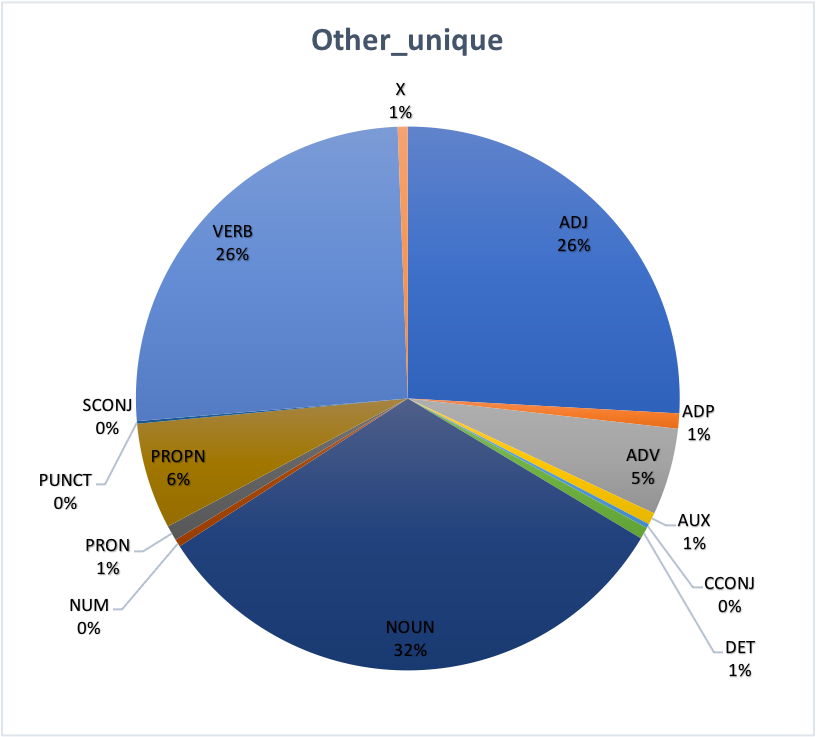 Other_unique
X
1%
ADJ
26%
ADP
1%
ADV
5%
AUX
1%
CCONJ
0%
DET
1%
NOUN
32%
NUM
0%
PRON
1%
PROPN
6%
PUNCT
0%
SCONJ
0%
VERB
26%